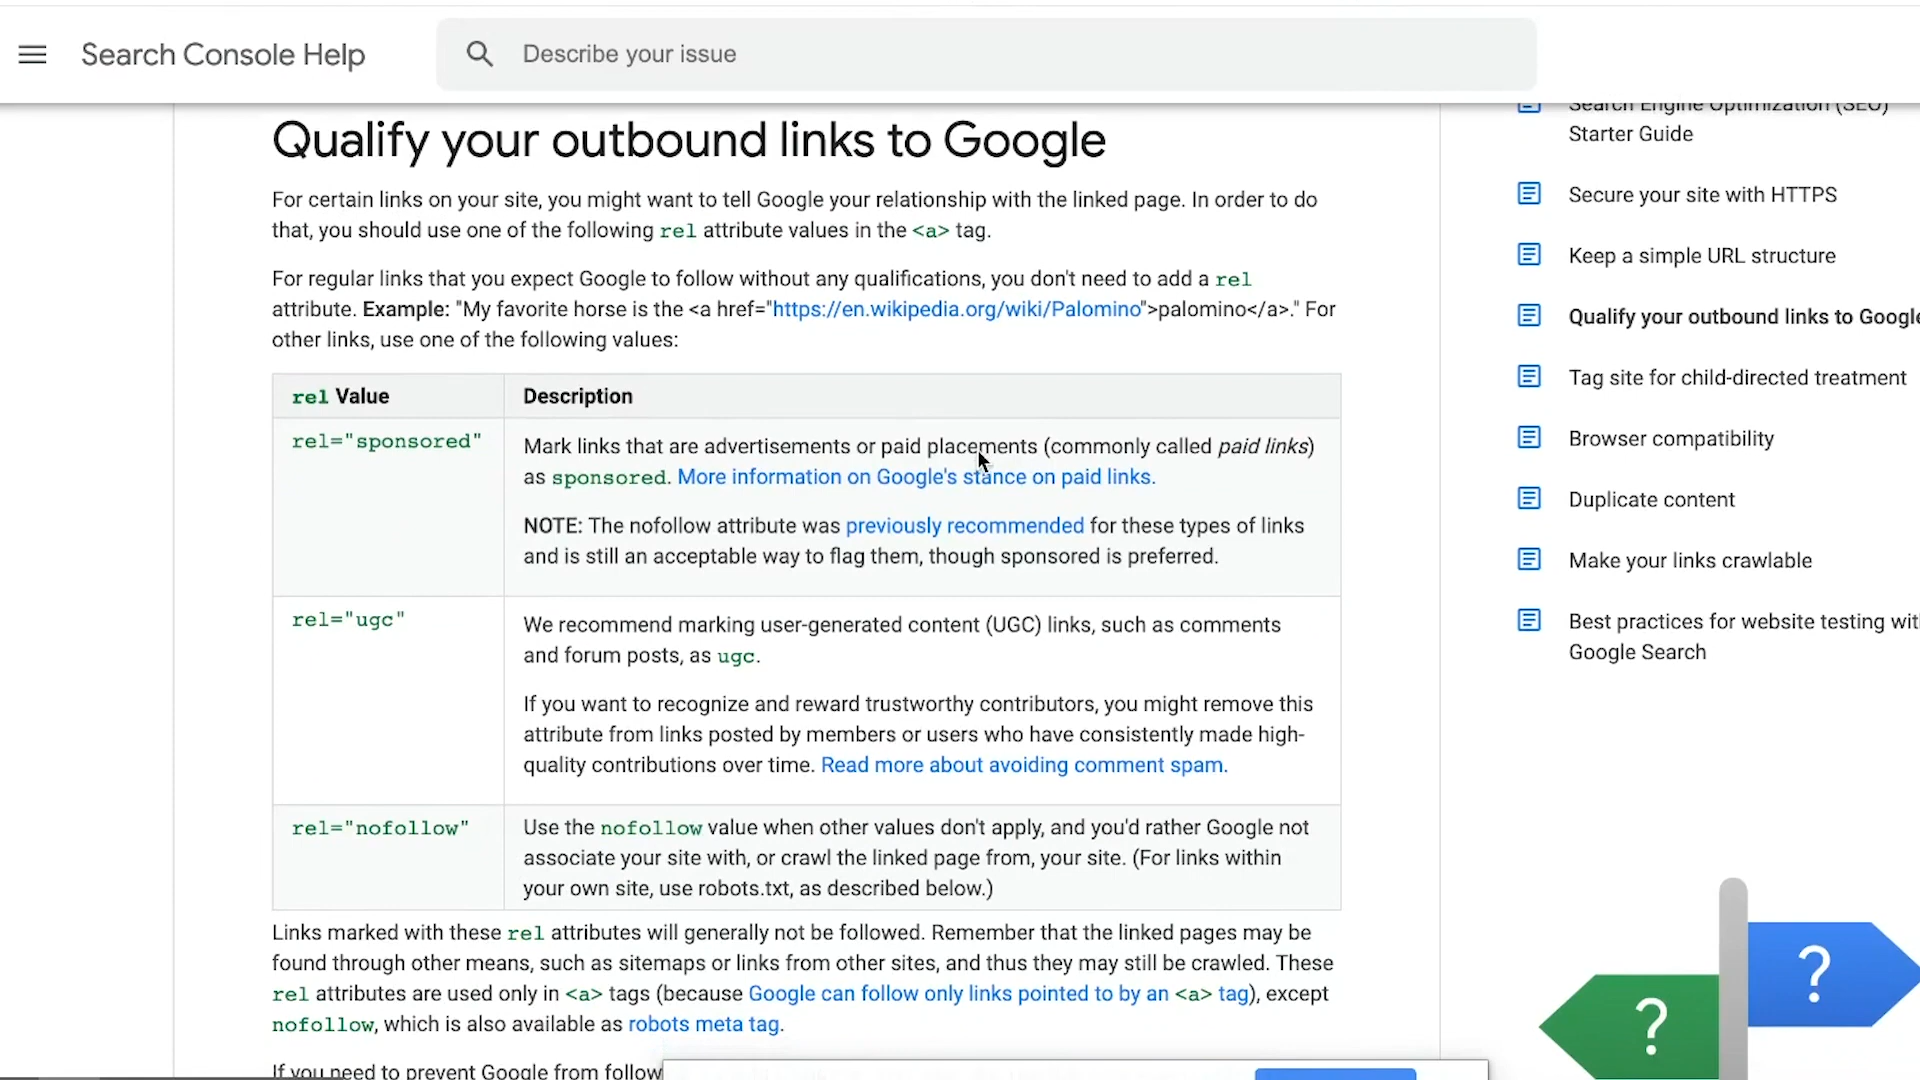 Search Console Help
Describe your issue
Qualify your outbound links to Google
For certain links on your site, you might want to tell Google your relationship with the linked page. In order to do
that, you should use one of the following rel attribute values in the <a> tag.
For regular links that you expect Google to follow without any qualifications, you don't need to add a rel
attribute. Example: "My favorite horse is the <a href="https://en.wikipedia.org/wiki/Palomino">palomino</a>." For
other links, use one of the following values:
rel Value
Description
rel="sponsored"
Mark links that are advertisements or paid placements (commonly called paid links)
as sponsored. More information on Google's stance on paid links.
NOTE: The nofollow attribute was previously recommended for these types of links
and is still an acceptable way to flag them, though sponsored is preferred.
rel="ugc"
We recommend marking user-generated content (UGC) links, such as comments
and forum posts, as ugc.
If you want to recognize and reward trustworthy contributors, you might remove this
attribute from links posted by members or users who have consistently made high-
quality contributions over time. Read more about avoiding comment spam.
rel="nofollow"
Use the nofollow value when other values don't apply, and you'd rather Google not
associate your site with, or crawl the linked page from, your site. (For links within
your own site, use robots.txt, as described below.)
Links marked with these rel attributes will generally not be followed. Remember that the linked pages may be
found through other means, such as sitemaps or links from other sites, and thus they may still be crawled. These
rel attributes are used only in <a> tags (because Google can follow only links pointed to by an <a> tag), except
nofollow, which is also available as robots meta tag.
If you need to prevent Google from follow
Search Engine Optimization (SEO)
Starter Guide
Secure your site with HTTPS
Keep a simple URL structure
Qualify your outbound links to Google
Tag site for child-directed treatment
Browser compatibility
Duplicate content
Make your links crawlable
Best practices for website testing wit
Google Search
?
?